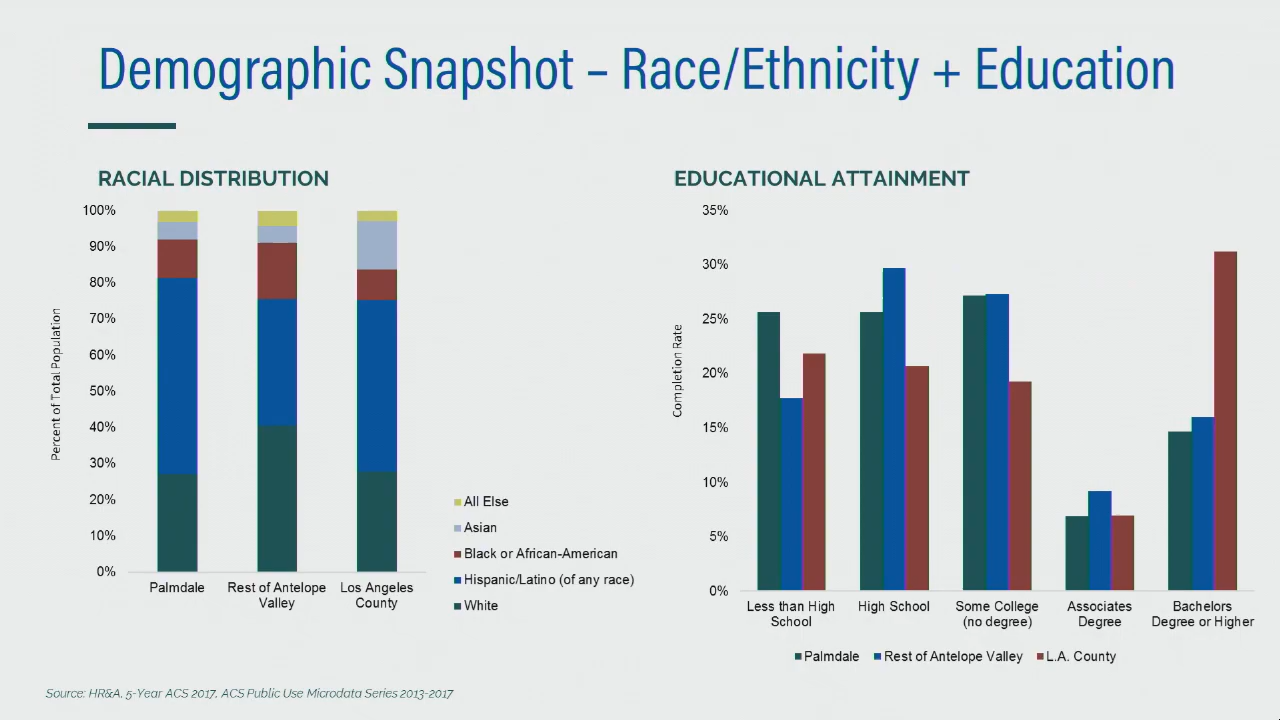 Demographic Snapshot – Race/Ethnicity + Education
RACIAL DISTRIBUTION
100%
90%
80%
70%
60%
50%
40%
30%
20%
10%
0%
Percent of Total Population
Palmdale
Rest of Antelope
Valley
Los Angeles
County
All Else
Asian
Black or African-American
Hispanic/Latino (of any race)
White
EDUCATIONAL ATTAINMENT
35%
30%
25%
20%
15%
10%
5%
0%
Completion Rate
Less than High
School
High School
Some College
(no degree)
Associates
Degree
Bachelors
Degree or Higher
Palmdale
Rest of Antelope Valley
L.A. County
Source: HR&A. 5-Year ACS 2017, ACS Public Use Microdata Series 2013-2017